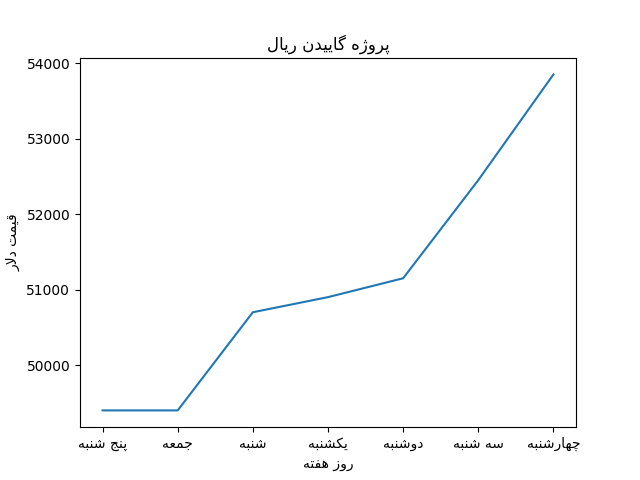 پروژه گاییدن ریال
54000
53000
52000
51000
50000
قیمت دلار
پنج شنبه جمعه شنبه یکشنبه دوشنبه سه شنبه چهارشنبه
روز هفته